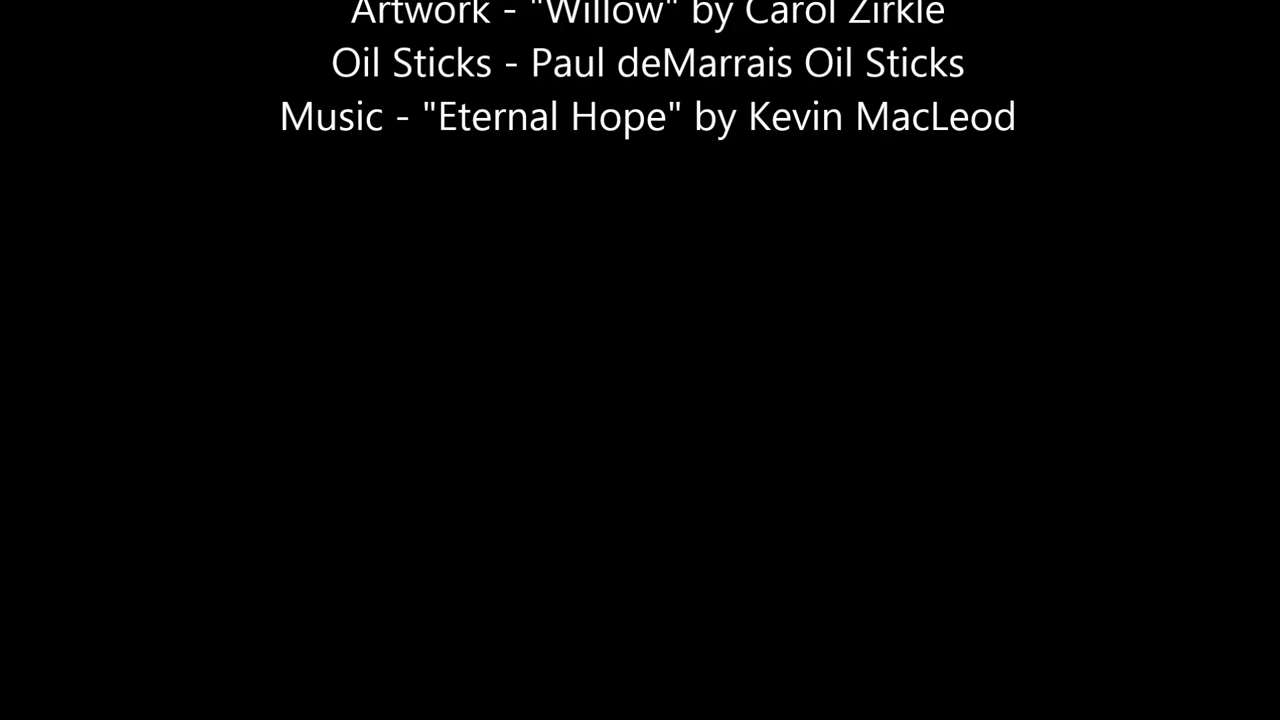 Artwork - "Willow" by Carol Zirkle
Oil Sticks - Paul deMarrais Oil Sticks
Music - "Eternal Hope" by Kevin MacLeod